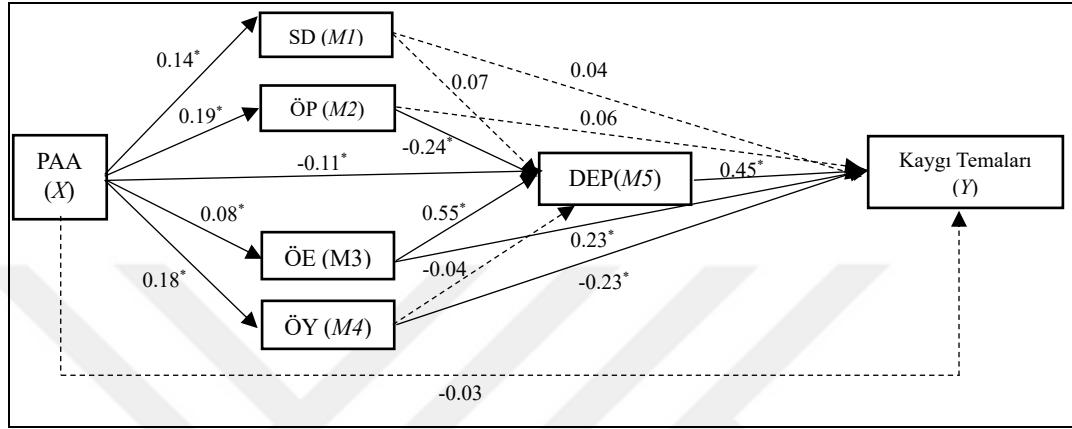 SD (M1)
0.14*
0.07
0.04
ÖP (M2)
0.19*
0.06
-0.24*
-0.11*
PAA
(X)
DEP(M5)
0.45*
Kaygı Temaları
(Y)
0.08*
0.55*
ÖE (M3)
0.23*
-0.04
0.18*
-0.23*
ÖY (M4)
-0.03